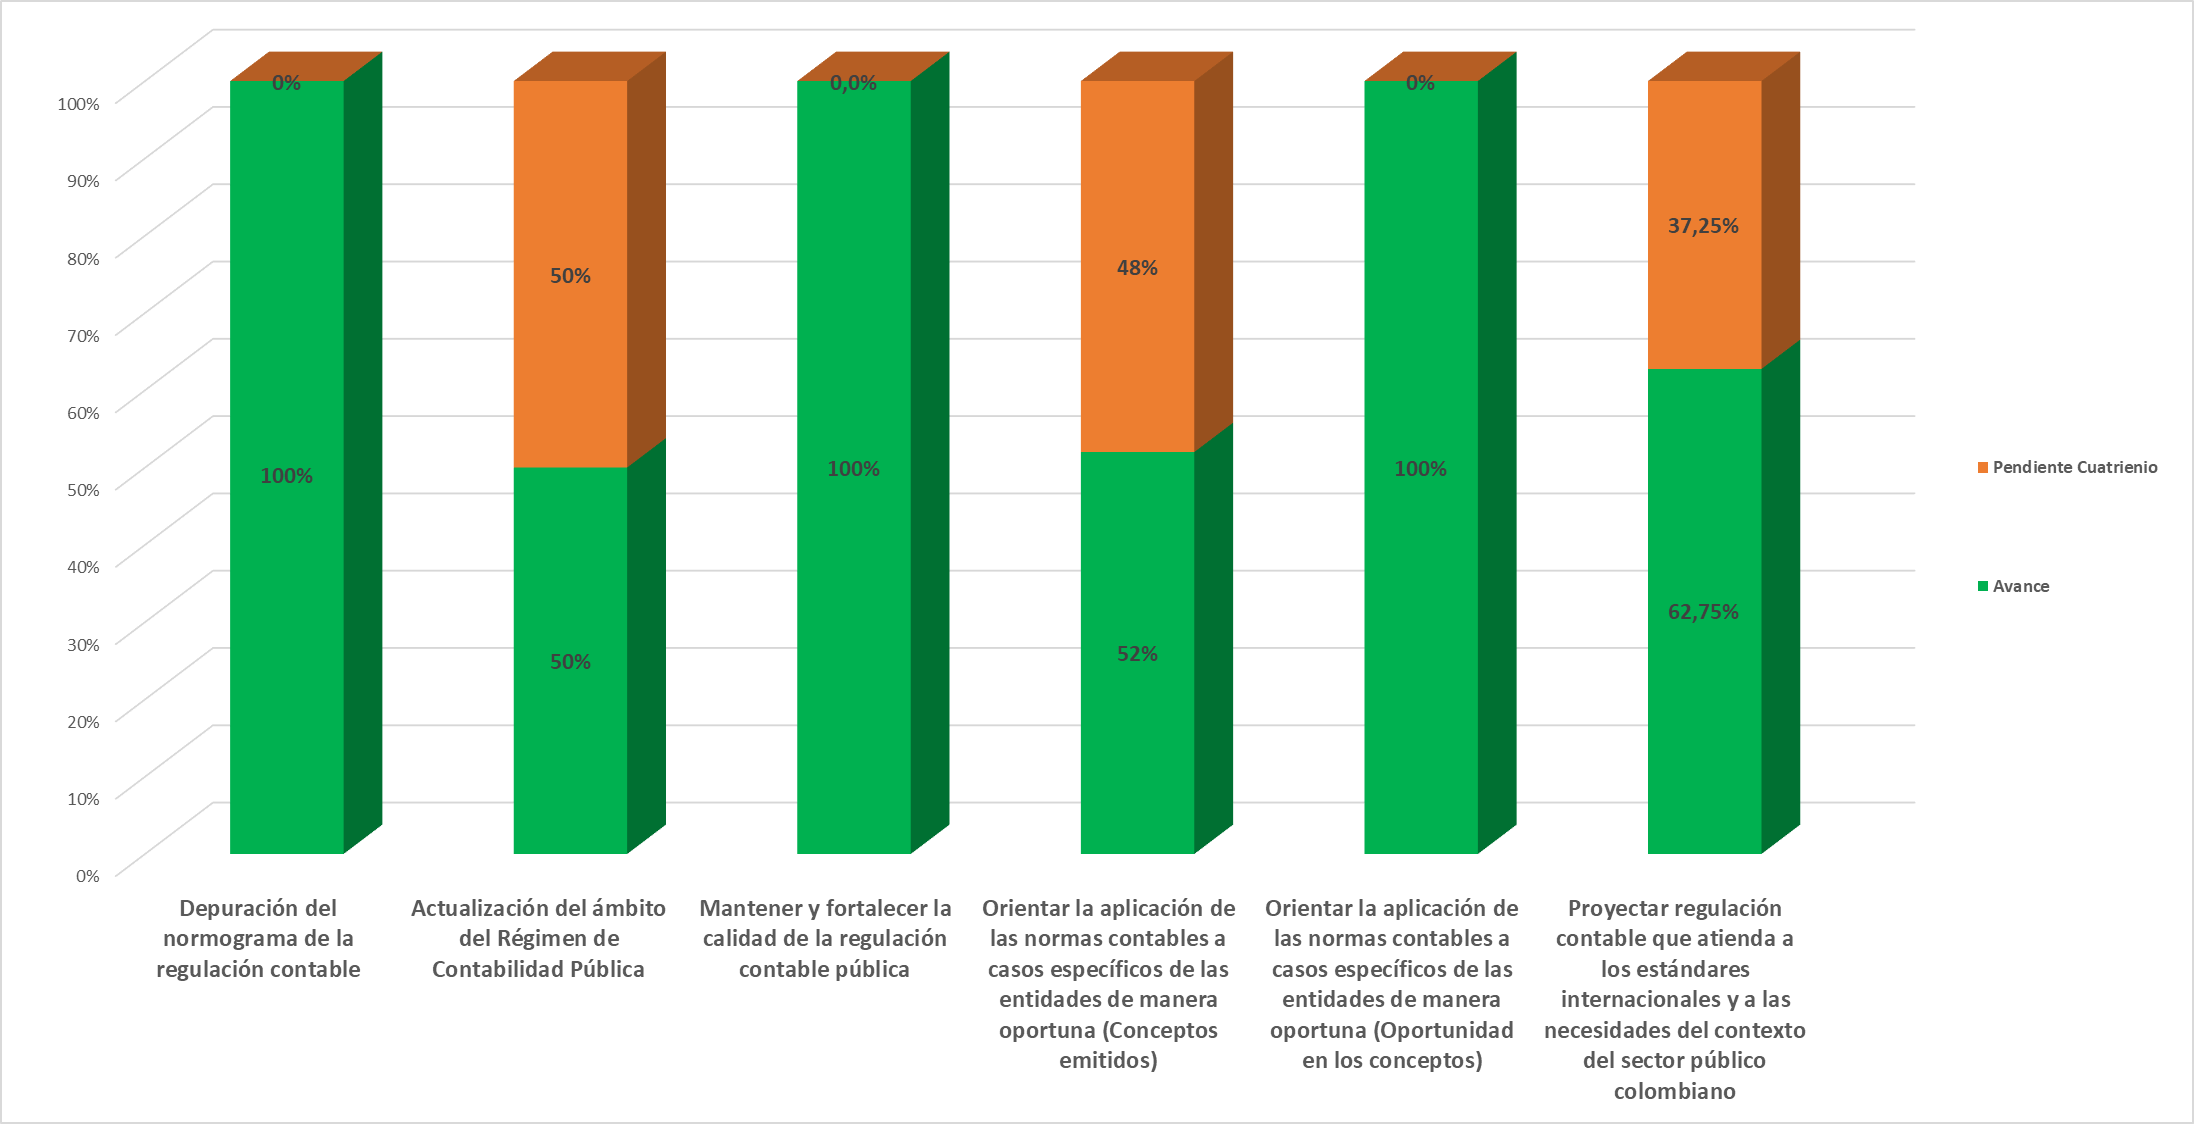 100%
90%
80%
70%
60%
50%
40%
30%
20%
10%
0%
0%
100%
50%
50%
0,0%
100%
48%
52%
0%
100%
37,25%
62,75%
Depuración del
normograma de la
regulación contable
Actualización del ámbito
del Régimen de
Contabilidad Pública
Mantener y fortalecer la
calidad de la regulación
contable pública
Orientar la aplicación de
las normas contables a
casos específicos de las
entidades de manera
oportuna (Conceptos
emitidos)
Orientar la aplicación de
las normas contables a
casos específicos de las
entidades de manera
oportuna (Oportunidad
en los conceptos)
Proyectar regulación
contable que atienda a
los estándares
internacionales y a las
necesidades del contexto
del sector público
colombiano
Pendiente Cuatrienio
Avance